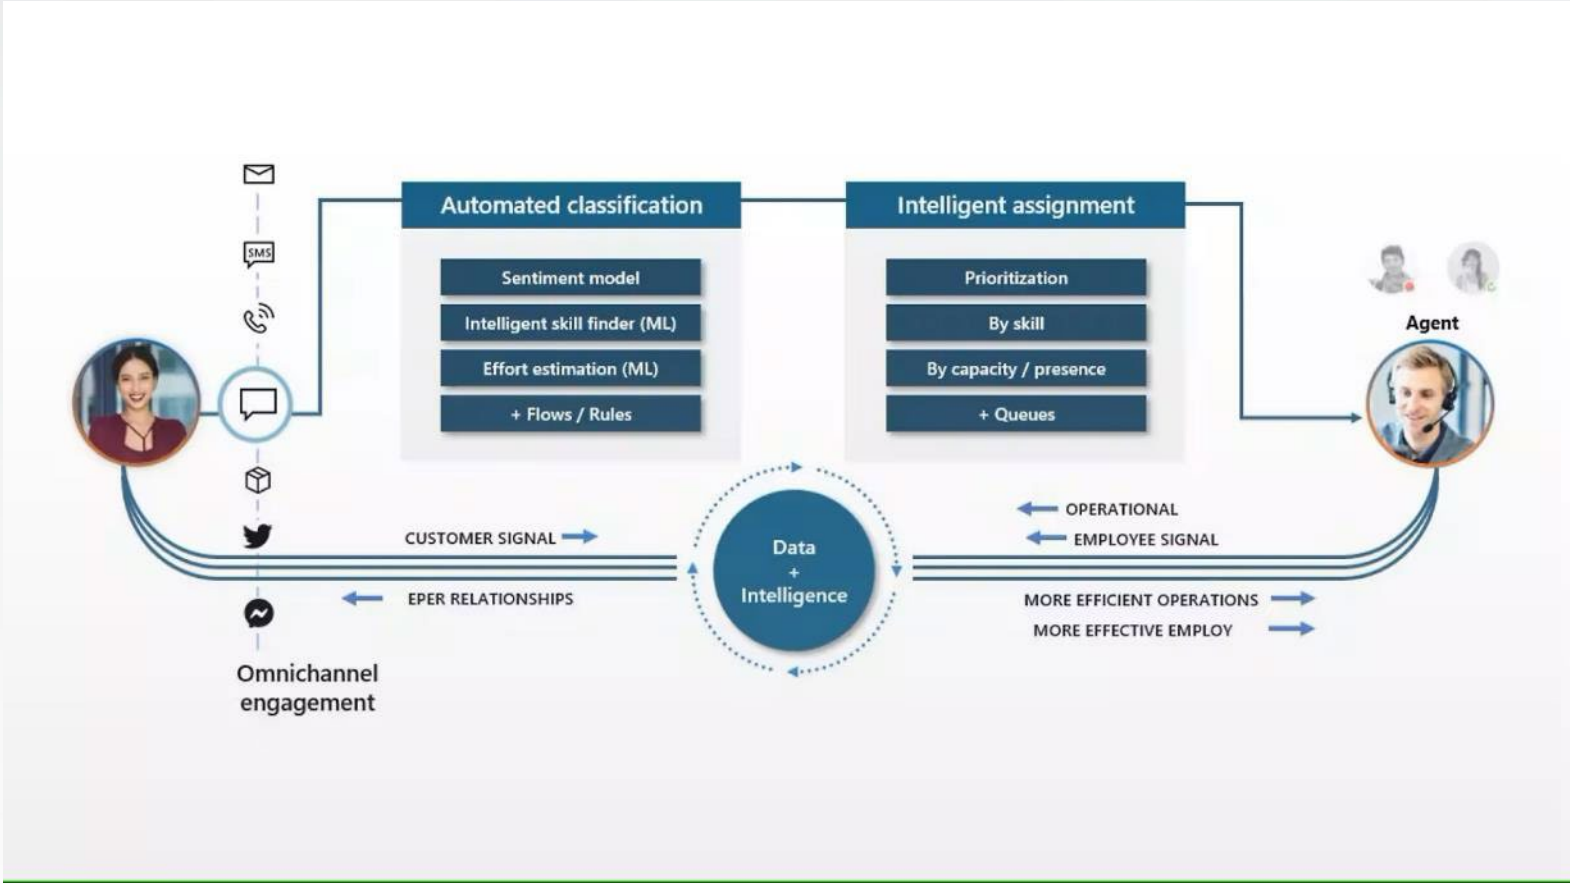 SMS
Automated classification
Sentiment model
Intelligent skill finder (ML)
Effort estimation (ML)
+ Flows / Rules
Intelligent assignment
Prioritization
By skill
By capacity / presence
+ Queues
Agent
CUSTOMER SIGNAL
EPER RELATIONSHIPS
Data
+
Intelligence
OPERATIONAL
EMPLOYEE SIGNAL
MORE EFFICIENT OPERATIONS
MORE EFFECTIVE EMPLOY
Omnichannel
engagement